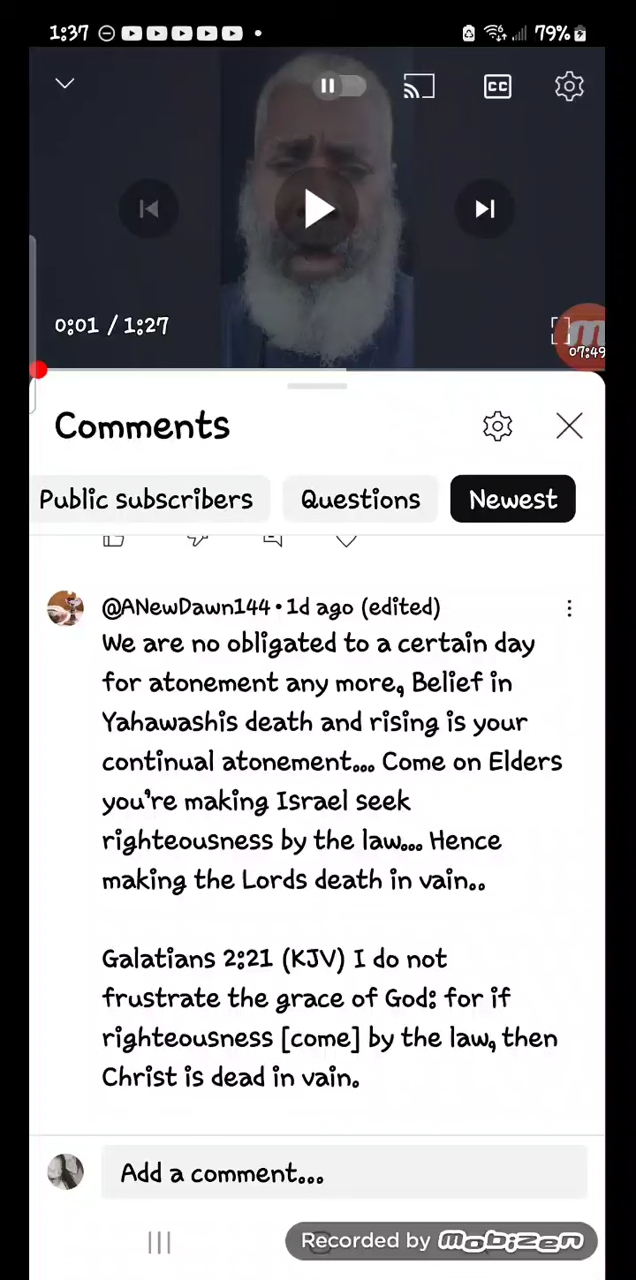 1:37
79%
CC
0:01 / 1:27
07:49
Comments
Public subscribers
Questions
Newest
@ANewDawn144 • 1d ago (edited)
We are no obligated to a certain day
for atonement any more, Belief in
Yahawashis death and rising is your
continual atonement... Come on Elders
you're making Israel seek
righteousness by the law... Hence
making the Lords death in vain..
Galatians 2:21 (KJV) I do not
frustrate the grace of God: for if
righteousness [come] by the law, then
Christ is dead in vain.
Add a comment...
Recorded by mobizen